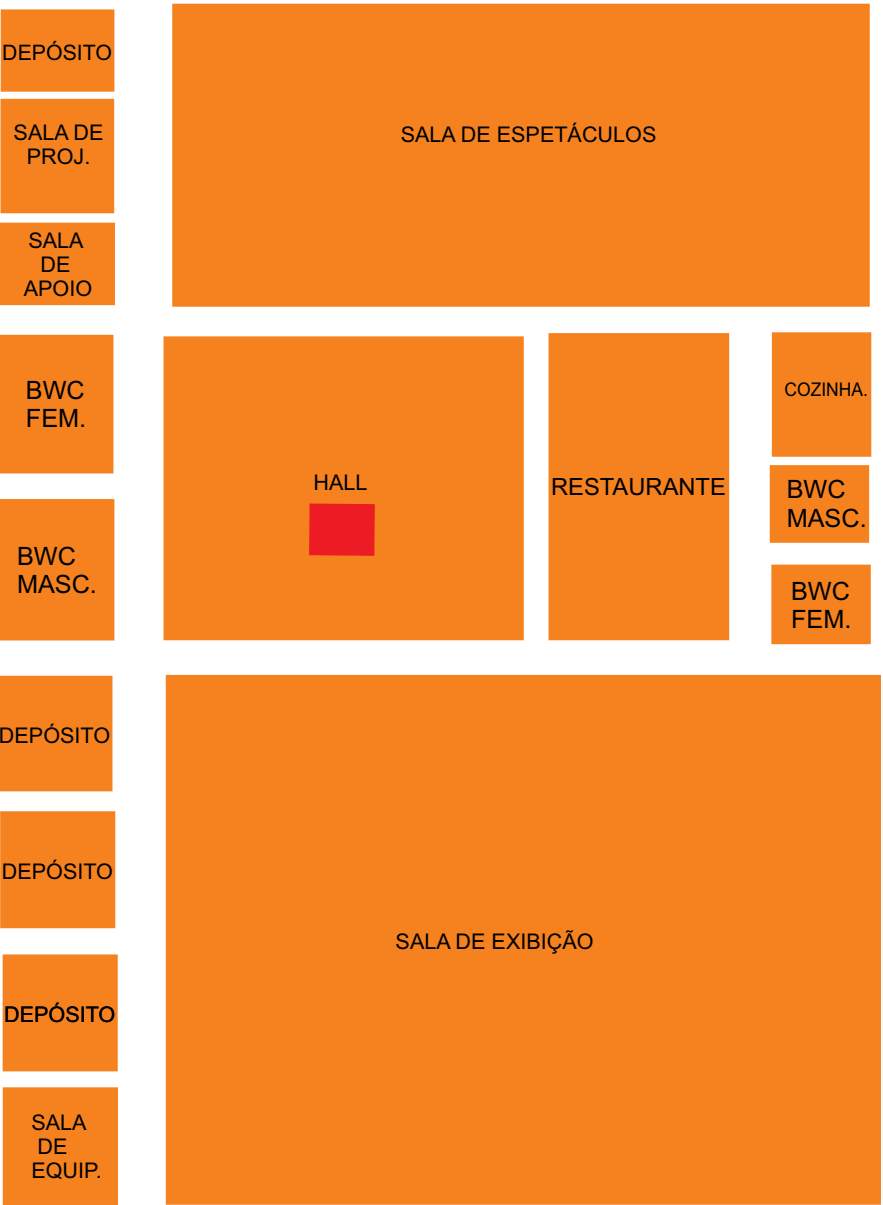 DEPÓSITO
SALA DE
PROJ.
SALA
DE
APOIO
SALA DE ESPETÁCULOS
BWC
FEM.
BWC
MASC.
HALL
RESTAURANTE
COZINHA.
BWC
MASC.
BWC
FEM.
DEPÓSITO
DEPÓSITO
DEPÓSITO
SALA
DE
EQUIP.
SALA DE EXIBIÇÃO